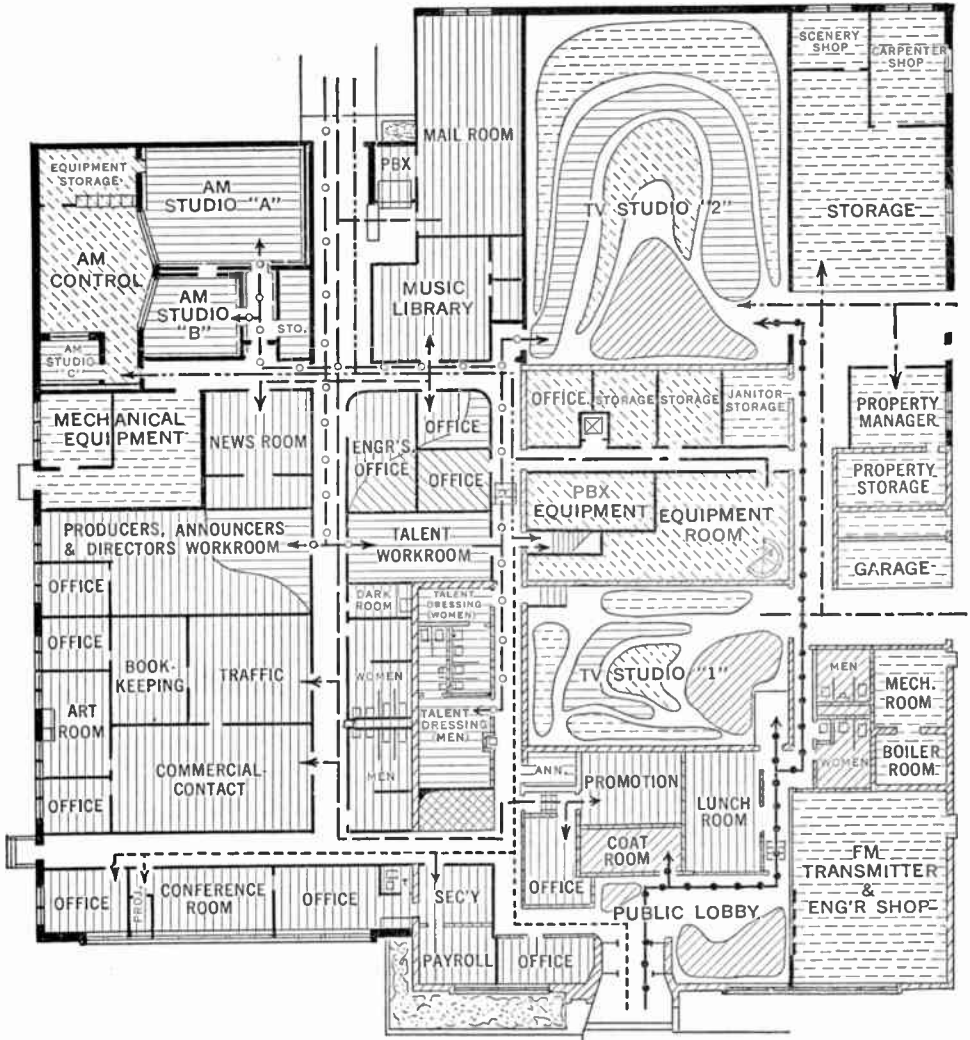 SCENERY
SHOP
CARPENTER
SHOP
MAIL ROOM
PBX
EQUIPMENT
STORAGE
AM
STUDIO "A"
TV STUDIO "2"
STORAGE
AM
CONTROL
MUSIC
LIBRARY
AM
STUDIO
"B"
STO.
AM
STUDIO
"C"
MECHANICAL
EQUIPMENT
NEWS ROOM
ENGR'S.
OFFICE
OFFICE
OFFICE
OFFICE
STORAGE
STORAGE
JANITOR
STORAGE
PROPERTY
MANAGER
PROPERTY
STORAGE
GARAGE
PBX
EQUIPMENT
EQUIPMENT
ROOM
PRODUCERS, ANNOUNCERS
& DIRECTORS WORKROOM
TALENT
WORKROOM
OFFICE
DARK
ROOM
TALENT
DRESSING
(WOMEN)
OFFICE
BOOK-
KEEPING
TRAFFIC
WOMEN
TV STUDIO "1"
MEN
MECH.
ROOM
ART
ROOM
TALENT
DRESSING
(MEN)
WOMEN
BOILER
ROOM
OFFICE
COMMERCIAL-
CONTACT
MEN
ANN.
PROMOTION
LUNCH
ROOM
COAT
ROOM
OFFICE
FM
TRANSMITTER
&
ENG'R SHOP
OFFICE
PROJ.
CONFERENCE
ROOM
OFFICE
SEC'Y
PUBLIC LOBBY
PAYROLL
OFFICE